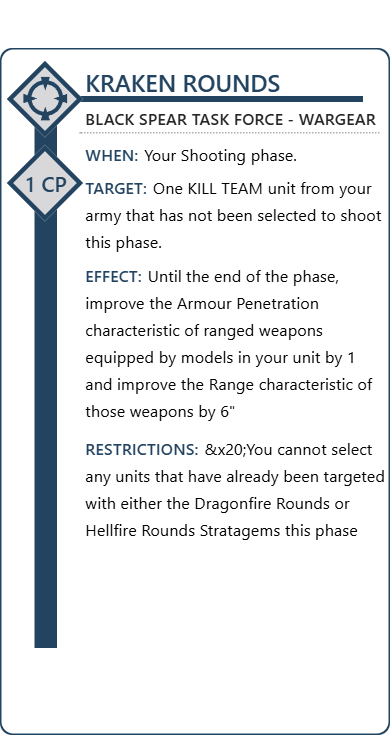 KRAKEN ROUNDS
BLACK SPEAR TASK FORCE - WARGEAR
1 CP
WHEN: Your Shooting phase.
TARGET: One KILL TEAM unit from your
army that has not been selected to shoot
this phase.
EFFECT: Until the end of the phase,
improve the Armour Penetration
characteristic of ranged weapons
equipped by models in your unit by 1
and improve the Range characteristic of
those weapons by 6"
RESTRICTIONS: &x20;You cannot select
any units that have already been targeted
with either the Dragonfire Rounds or
Hellfire Rounds Stratagems this phase